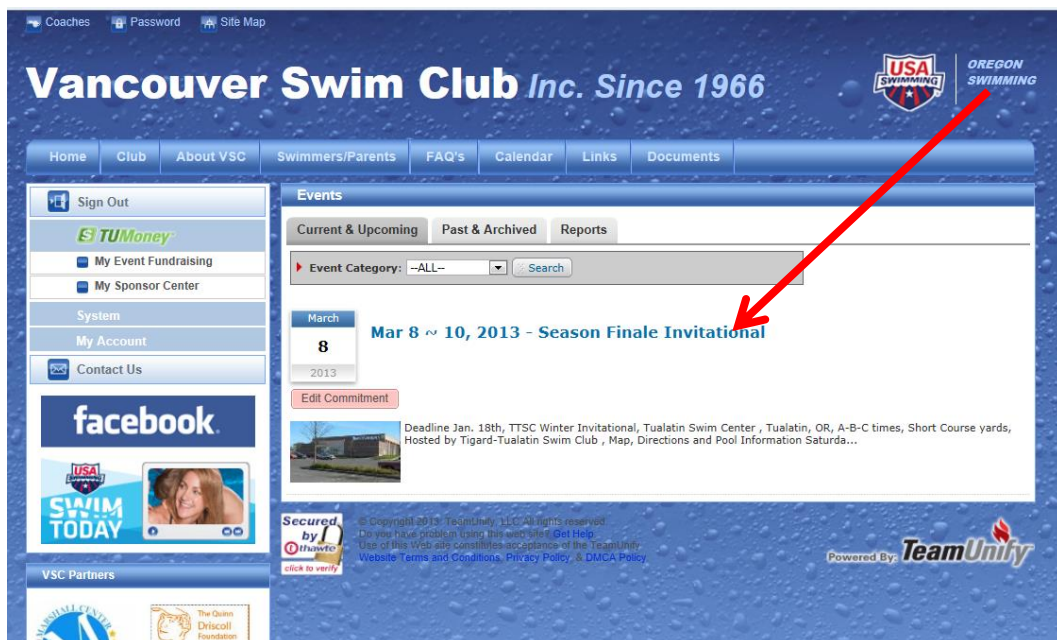 Coaches Password Site Map
Vancouver Swim Club Inc. Since 1966
USA SWIMMING
OREGON
SWIMMING
Home Club About VSC Swimmers/Parents FAQ's Calendar Links Documents
Sign Out
TUMoney
My Event Fundraising
My Sponsor Center
System
My Account
Contact Us
facebook
USA SWIMMING
SWIM
TODAY
VSC Partners
MARSHALL CENTER
The Quinn
Driscoll
Foundation
Events
Current & Upcoming Past & Archived Reports
Event Category: --ALL-- Search
March
8
2013
Mar 8 ~ 10, 2013 - Season Finale Invitational
Edit Commitment
Deadline Jan. 18th, TTSC Winter Invitational, Tualatin Swim Center , Tualatin, OR, A-B-C times, Short Course yards,
Hosted by Tigard-Tualatin Swim Club , Map, Directions and Pool Information Saturda...
Secured
by
thawte
click to verify
© Copyright 2013. TeamUnify, LLC All rights reserved.
Do you have problem using this web site? Get Help.
Use of this Web site constitutes acceptance of the TeamUnify
Website Terms and Conditions, Privacy Policy, & DMCA Policy.
Powered By: TeamUnify